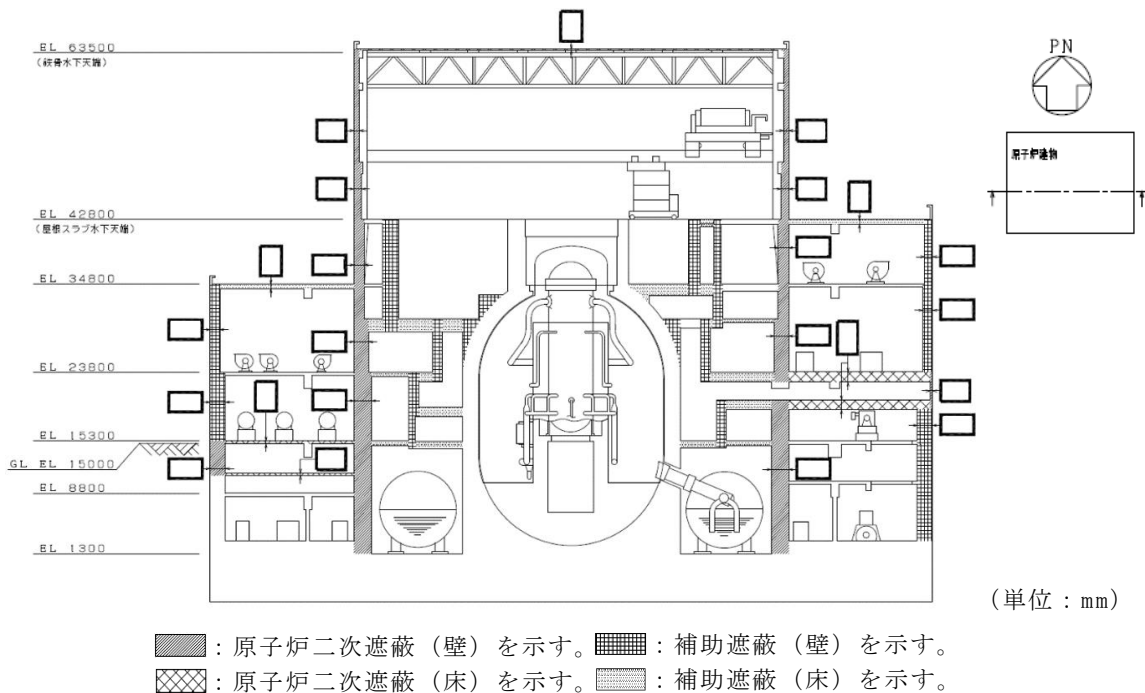 EL 63500
(鉄骨水下天端)
PN
原子炉建物
EL 42800
(屋根スラブ水下天端)
EL 34800
EL 23800
EL 15300
GL EL 15000
EL 8800
EL 1300
(単位:mm)
:原子炉二次遮蔽(壁)を示す。 :補助遮蔽(壁)を示す。
:原子炉二次遮蔽(床)を示す。 :補助遮蔽(床)を示す。